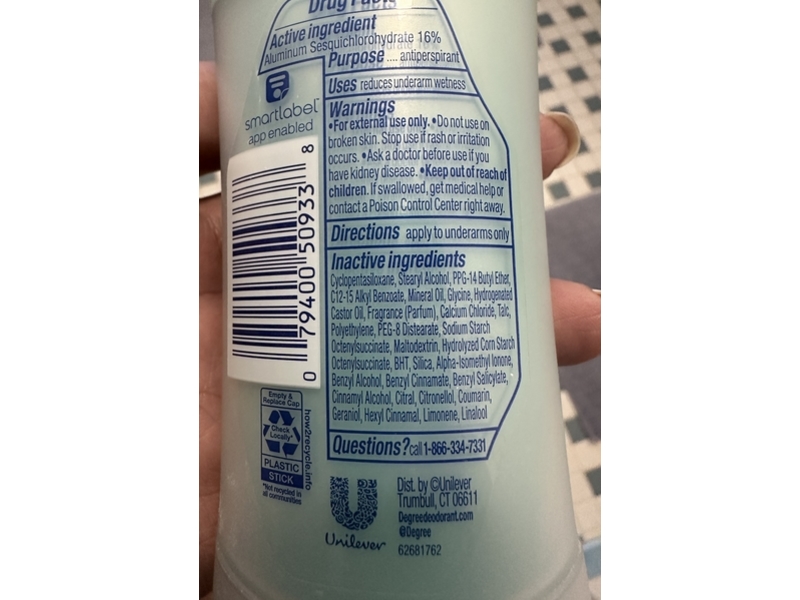 Drug Facts
Active ingredient
Aluminum Sesquichlorohydrate 16%
Purpose .... antiperspirant
Uses reduces underarm wetness
Warnings
•For external use only. •Do not use on
broken skin. Stop use if rash or irritation
occurs. •Ask a doctor before use if you
have kidney disease. •Keep out of reach of
children. If swallowed, get medical help or
contact a Poison Control Center right away.
Directions apply to underarms only
Inactive ingredients
Cyclopentasiloxane, Stearyl Alcohol, PPG-14 Butyl Ether,
C12-15 Alkyl Benzoate, Mineral Oil, Glycine, Hydrogenated
Castor Oil, Fragrance (Parfum), Calcium Chloride, Talc,
Polyethylene, PEG-8 Distearate, Sodium Starch
Octenylsuccinate, Maltodextrin, Hydrolyzed Corn Starch
Octenylsuccinate, BHT, Silica, Alpha-Isomethyl Ionone,
Benzyl Alcohol, Benzyl Cinnamate, Benzyl Salicylate,
Cinnamyl Alcohol, Citral, Citronellol, Coumarin,
Geraniol, Hexyl Cinnamal, Limonene, Linalool
Questions? call 1-866-334-7331
smartlabel™
app enabled
0 79400 50933 8
Empty &
Replace Cap
Check
Locally*
PLASTIC
STICK
*Not recycled in
all communities
how2recycle.info
Unilever
Dist. by ©Unilever
Trumbull, CT 06611
Degreedeodorant.com
@Degree
62681762